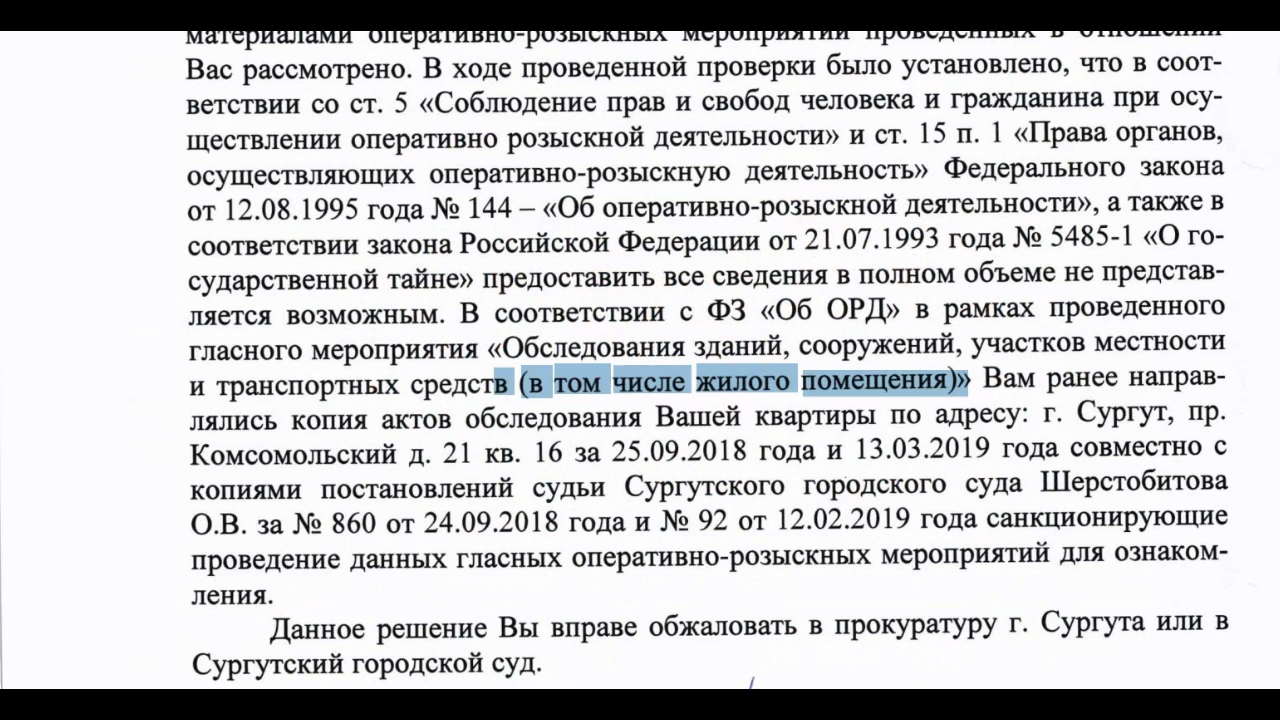 материалами оперативно-розыскных мероприятий проведенных в отношении
Вас рассмотрено. В ходе проведенной проверки было установлено, что в соот-
ветствии со ст. 5 «Соблюдение прав и свобод человека и гражданина при осу-
ществлении оперативно розыскной деятельности» и ст. 15 п. 1 «Права органов,
осуществляющих оперативно-розыскную деятельность» Федерального закона
от 12.08.1995 года № 144 – «Об оперативно-розыскной деятельности», а также в
соответствии закона Российской Федерации от 21.07.1993 года № 5485-1 «О го-
сударственной тайне» предоставить все сведения в полном объеме не представ-
ляется возможным. В соответствии с ФЗ «Об ОРД» в рамках проведенного
гласного мероприятия «Обследования зданий, сооружений, участков местности
и транспортных средств (в том числе жилого помещения)» Вам ранее направ-
лялись копия актов обследования Вашей квартиры по адресу: г. Сургут, пр.
Комсомольский д. 21 кв. 16 за 25.09.2018 года и 13.03.2019 года совместно с
копиями постановлений судьи Сургутского городского суда Шерстобитова
О.В. за № 860 от 24.09.2018 года и № 92 от 12.02.2019 года санкционирующие
проведение данных гласных оперативно-розыскных мероприятий для ознаком-
ления.
Данное решение Вы вправе обжаловать в прокуратуру г. Сургута или в
Сургутский городской суд.